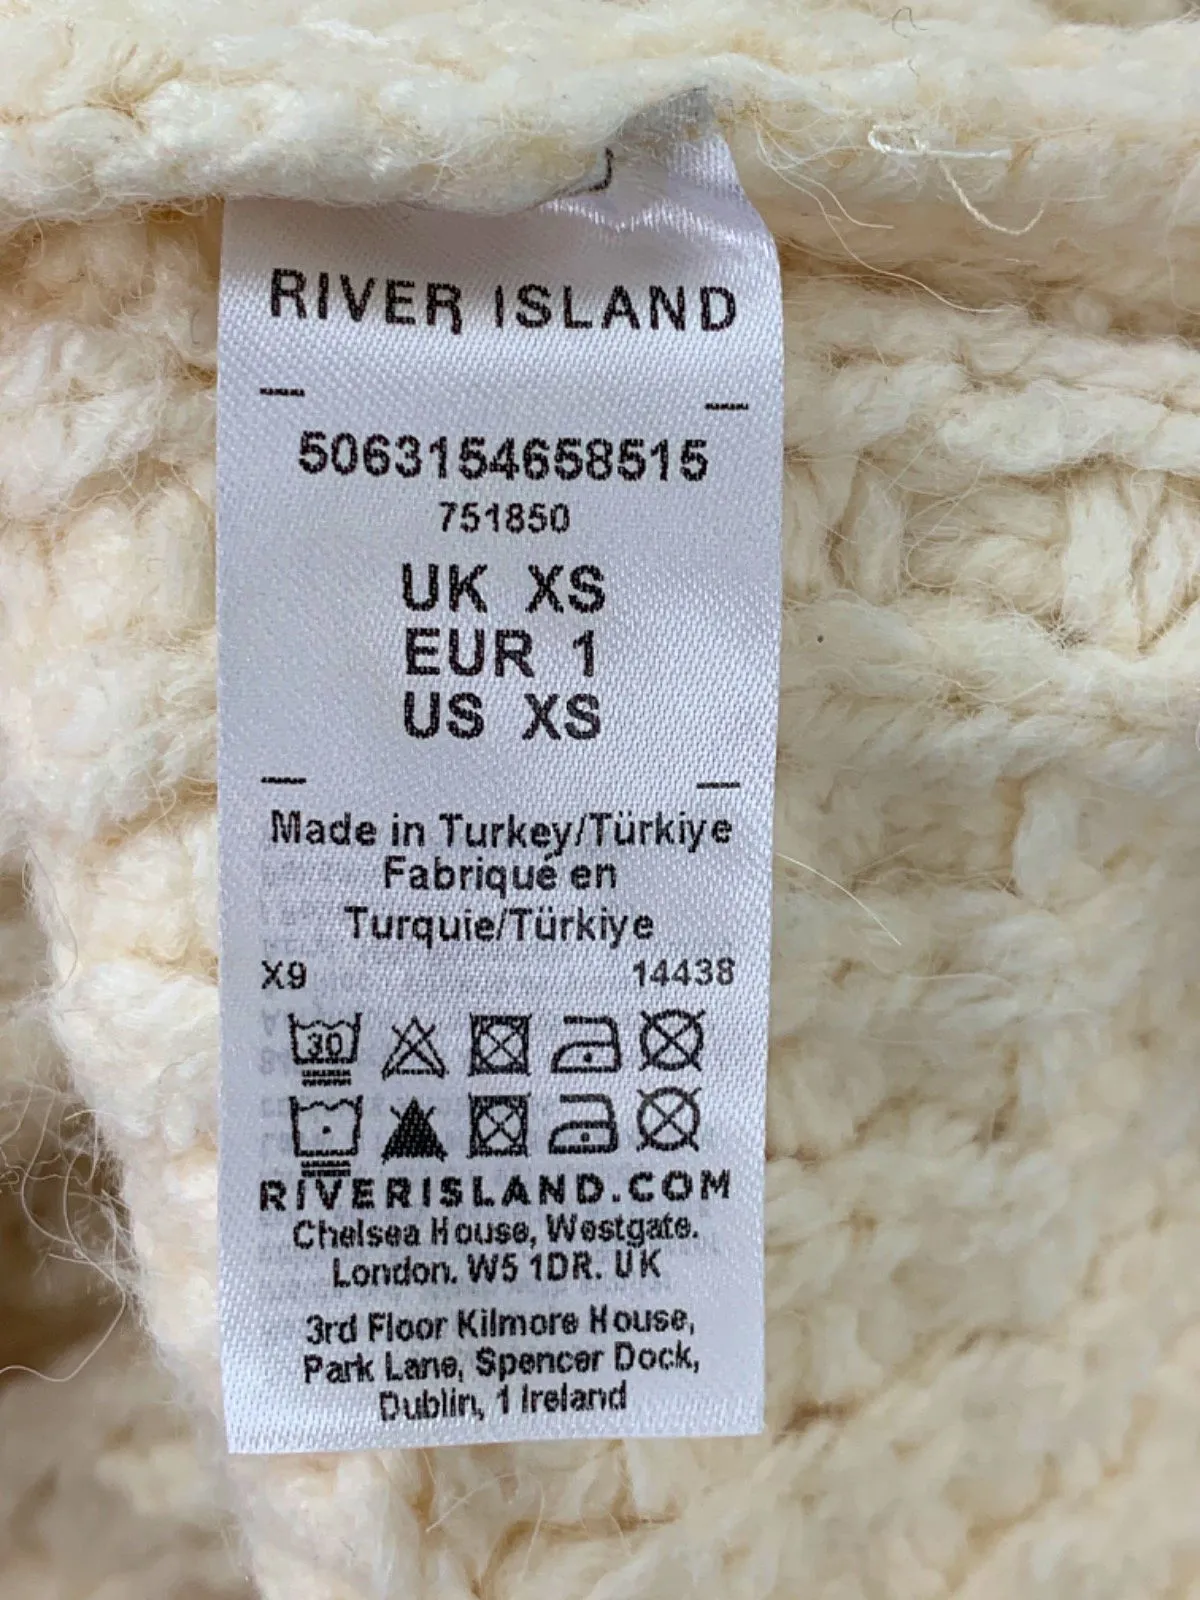 RIVER ISLAND
5063154658515
751850
UK XS
EUR 1
US XS
Made in Turkey/Türkiye
Fabriqué en
Turquie/Türkiye
X9 14438
30
RIVERISLAND.COM
Chelsea House, Westgate.
London. W5 1DR. UK
3rd Floor Kilmore House,
Park Lane, Spencer Dock,
Dublin, 1 Ireland